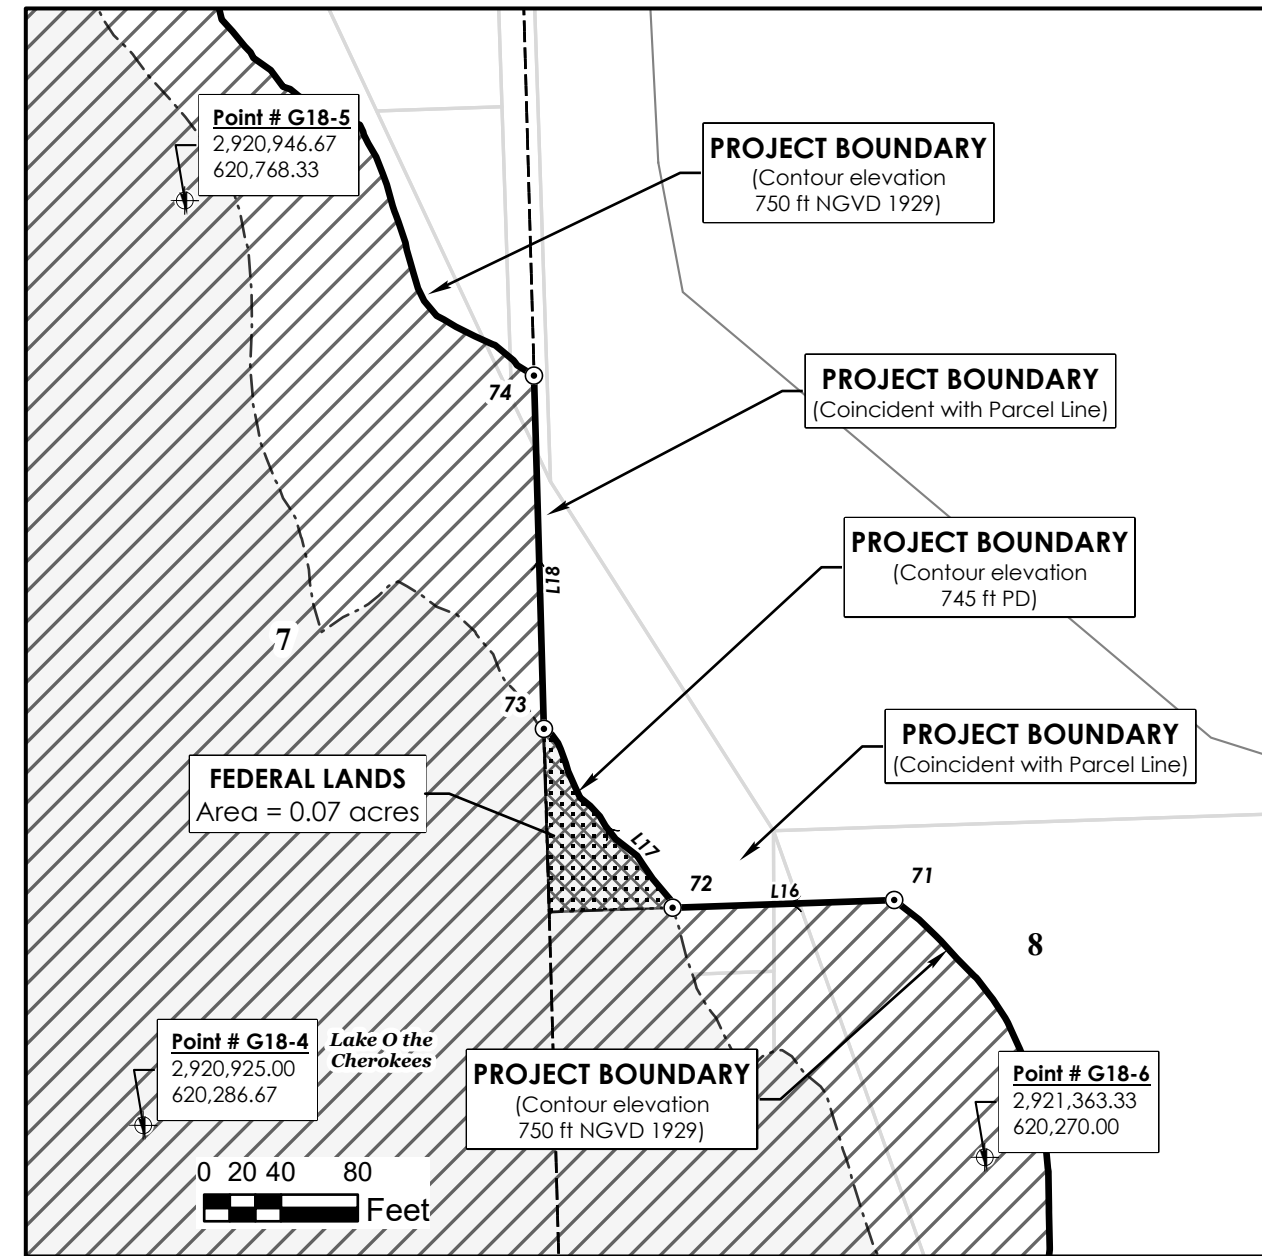 Point # G18-5
2,920,946.67
620,768.33
PROJECT BOUNDARY
(Contour elevation
750 ft NGVD 1929)
74
PROJECT BOUNDARY
(Coincident with Parcel Line)
L18
PROJECT BOUNDARY
(Contour elevation
745 ft PD)
7
73
PROJECT BOUNDARY
(Coincident with Parcel Line)
FEDERAL LANDS
Area = 0.07 acres
L17
72
L16
71
8
Point # G18-4
2,920,925.00
620,286.67
Lake O the
Cherokees
PROJECT BOUNDARY
(Contour elevation
750 ft NGVD 1929)
Point # G18-6
2,921,363.33
620,270.00
0 20 40 80
Feet